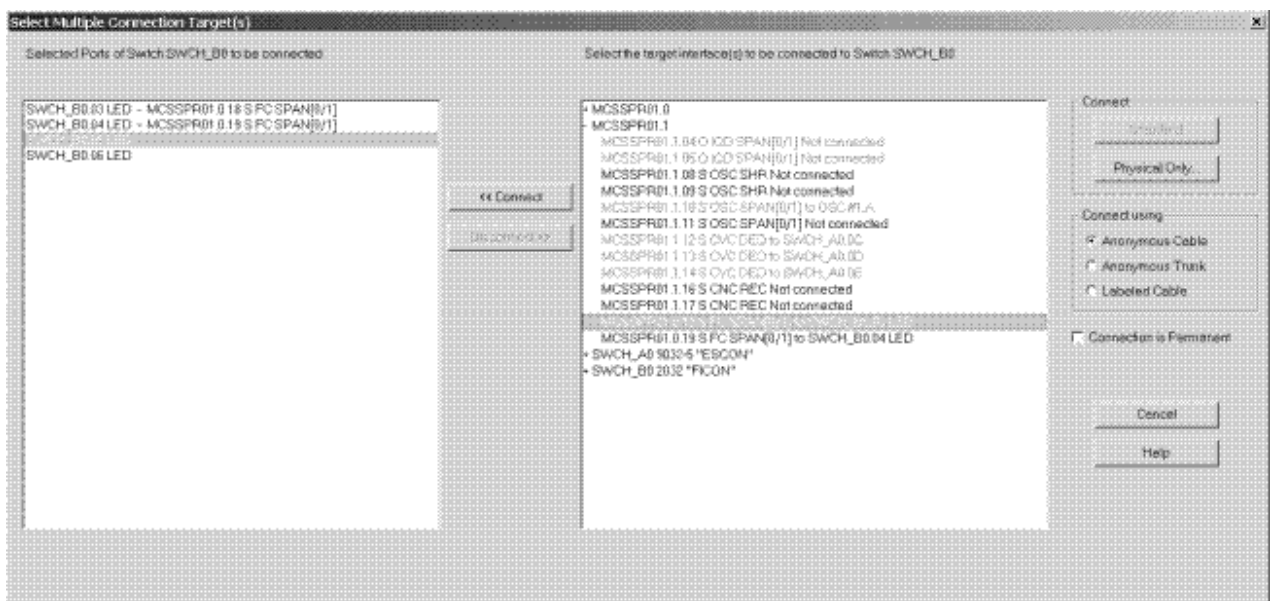 Select Multiple Connection Target(s)
Selected Ports of Switch SWCH_B0 to be connected
Select the target interface(s) to be connected to Switch SWCH_B0
SWCH_B0.03 LED - MCSSPR01.0.18 S FC SPAN[0/1]
SWCH_B0.04 LED - MCSSPR01.0.19 S FC SPAN[0/1]
SWCH_B0.06 LED
<< Connect
Disconnect >>
+ MCSSPR01.0
- MCSSPR01.1
MCSSPR01.1.04 O IQD SPAN[0/1] Not connected
MCSSPR01.1.05 O IQD SPAN[0/1] Not connected
MCSSPR01.1.08 S OSC SHR Not connected
MCSSPR01.1.09 S OSC SHR Not connected
MCSSPR01.1.10 S OSC SPAN[0/1] to
MCSSPR01.1.11 S OSC SPAN[0/1] Not connected
MCSSPR01.1.12 S CVC DED to SWCH_A0.0C
MCSSPR01.1.13 S CVC DED to SWCH_A0.0D
MCSSPR01.1.14 S CVC DED to SWCH_A0.0E
MCSSPR01.1.16 S CNC REC Not connected
MCSSPR01.1.17 S CNC REC Not connected
MCSSPR01.0.19 S FC SPAN[0/1] to SWCH_B0.04 LED
+ SWCH_A0 9032-5 "ESCON"
+ SWCH_B0 2032 "FICON"
Connect
Physical Only...
Connect using
Anonymous Cable
Anonymous Trunk
Labeled Cable
Connection is Permanent
Cancel
Help